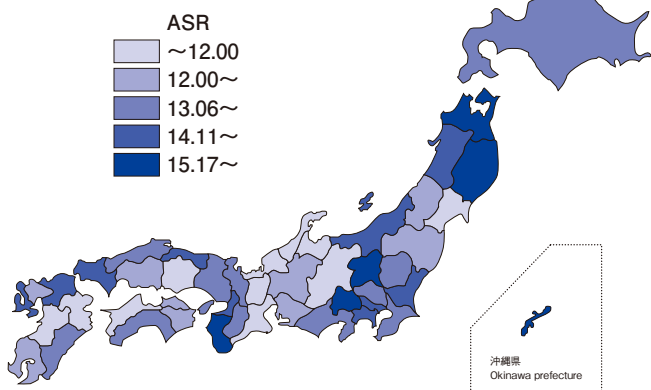 ASR
～12.00
12.00～
13.06～
14.11～
15.17～
沖縄県
Okinawa prefecture